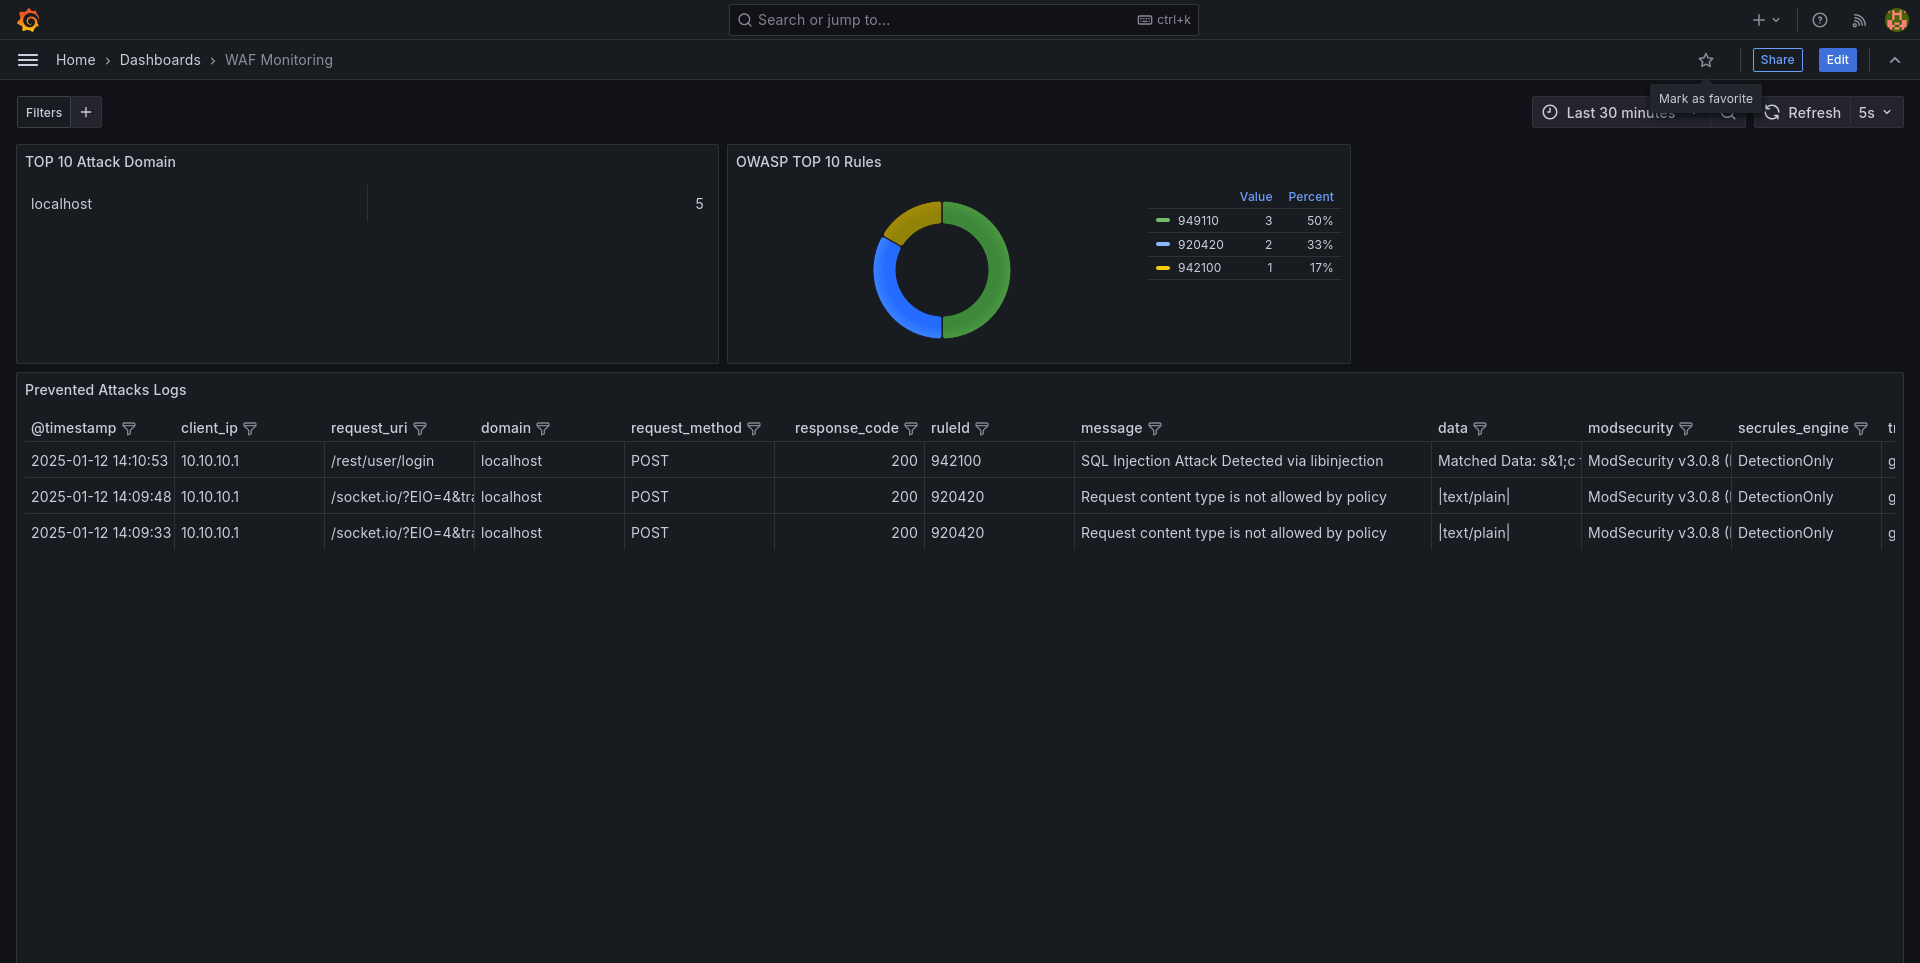 Search or jump to... ctrl+k
Home › Dashboards › WAF Monitoring
Share Edit
Mark as favorite
Filters
Last 30 minutes Refresh 5s
TOP 10 Attack Domain
localhost 5
OWASP TOP 10 Rules
Value Percent
949110 3 50%
920420 2 33%
942100 1 17%
Prevented Attacks Logs
@timestamp client_ip request_uri domain request_method response_code ruleId message data modsecurity secrules_engine
2025-01-12 14:10:53 10.10.10.1 /rest/user/login localhost POST 200 942100 SQL Injection Attack Detected via libinjection Matched Data: s&1;c ModSecurity v3.0.8 ( DetectionOnly g
2025-01-12 14:09:48 10.10.10.1 /socket.io/?EIO=4&tra localhost POST 200 920420 Request content type is not allowed by policy |text/plain| ModSecurity v3.0.8 ( DetectionOnly g
2025-01-12 14:09:33 10.10.10.1 /socket.io/?EIO=4&tra localhost POST 200 920420 Request content type is not allowed by policy |text/plain| ModSecurity v3.0.8 ( DetectionOnly g